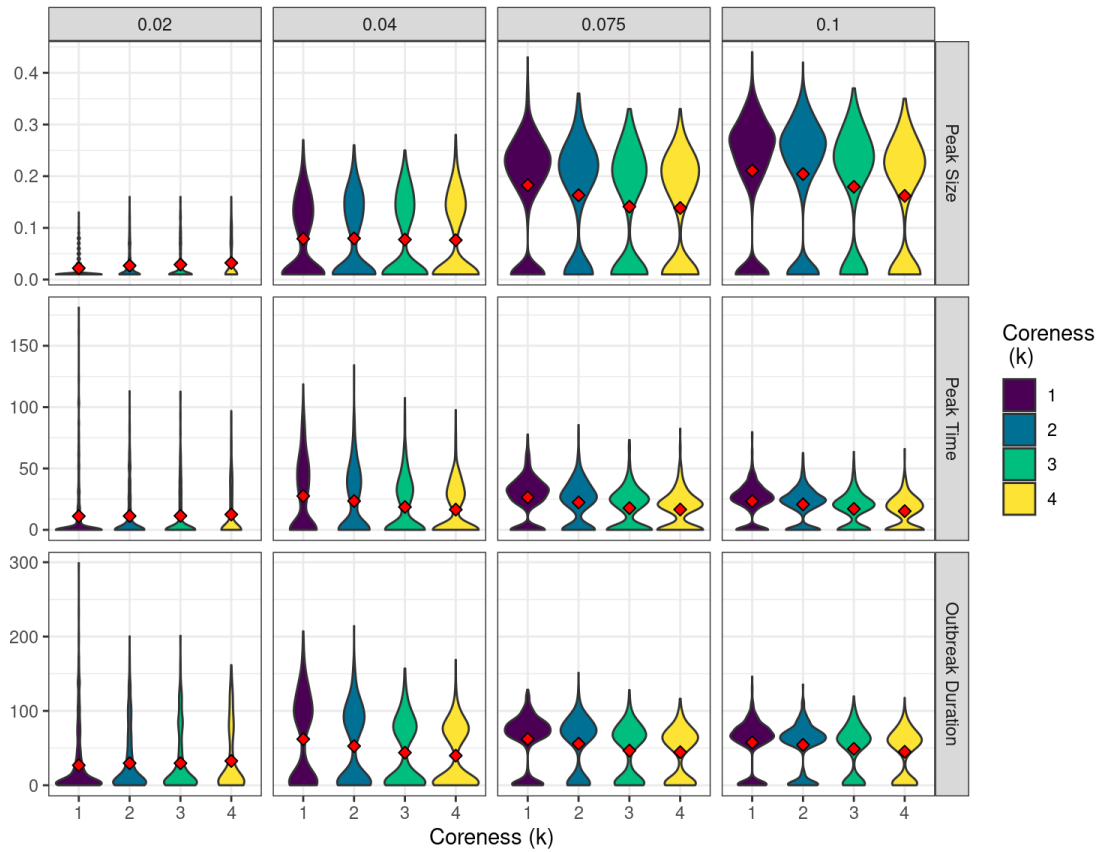 0.02 0.04 0.075 0.1
0.4
0.3
0.2
0.1
0.0
Peak Size
150
100
50
0
Peak Time
300
200
100
0
Outbreak Duration
1 2 3 4 1 2 3 4 1 2 3 4 1 2 3 4
Coreness (k)
Coreness
(k)
1
2
3
4